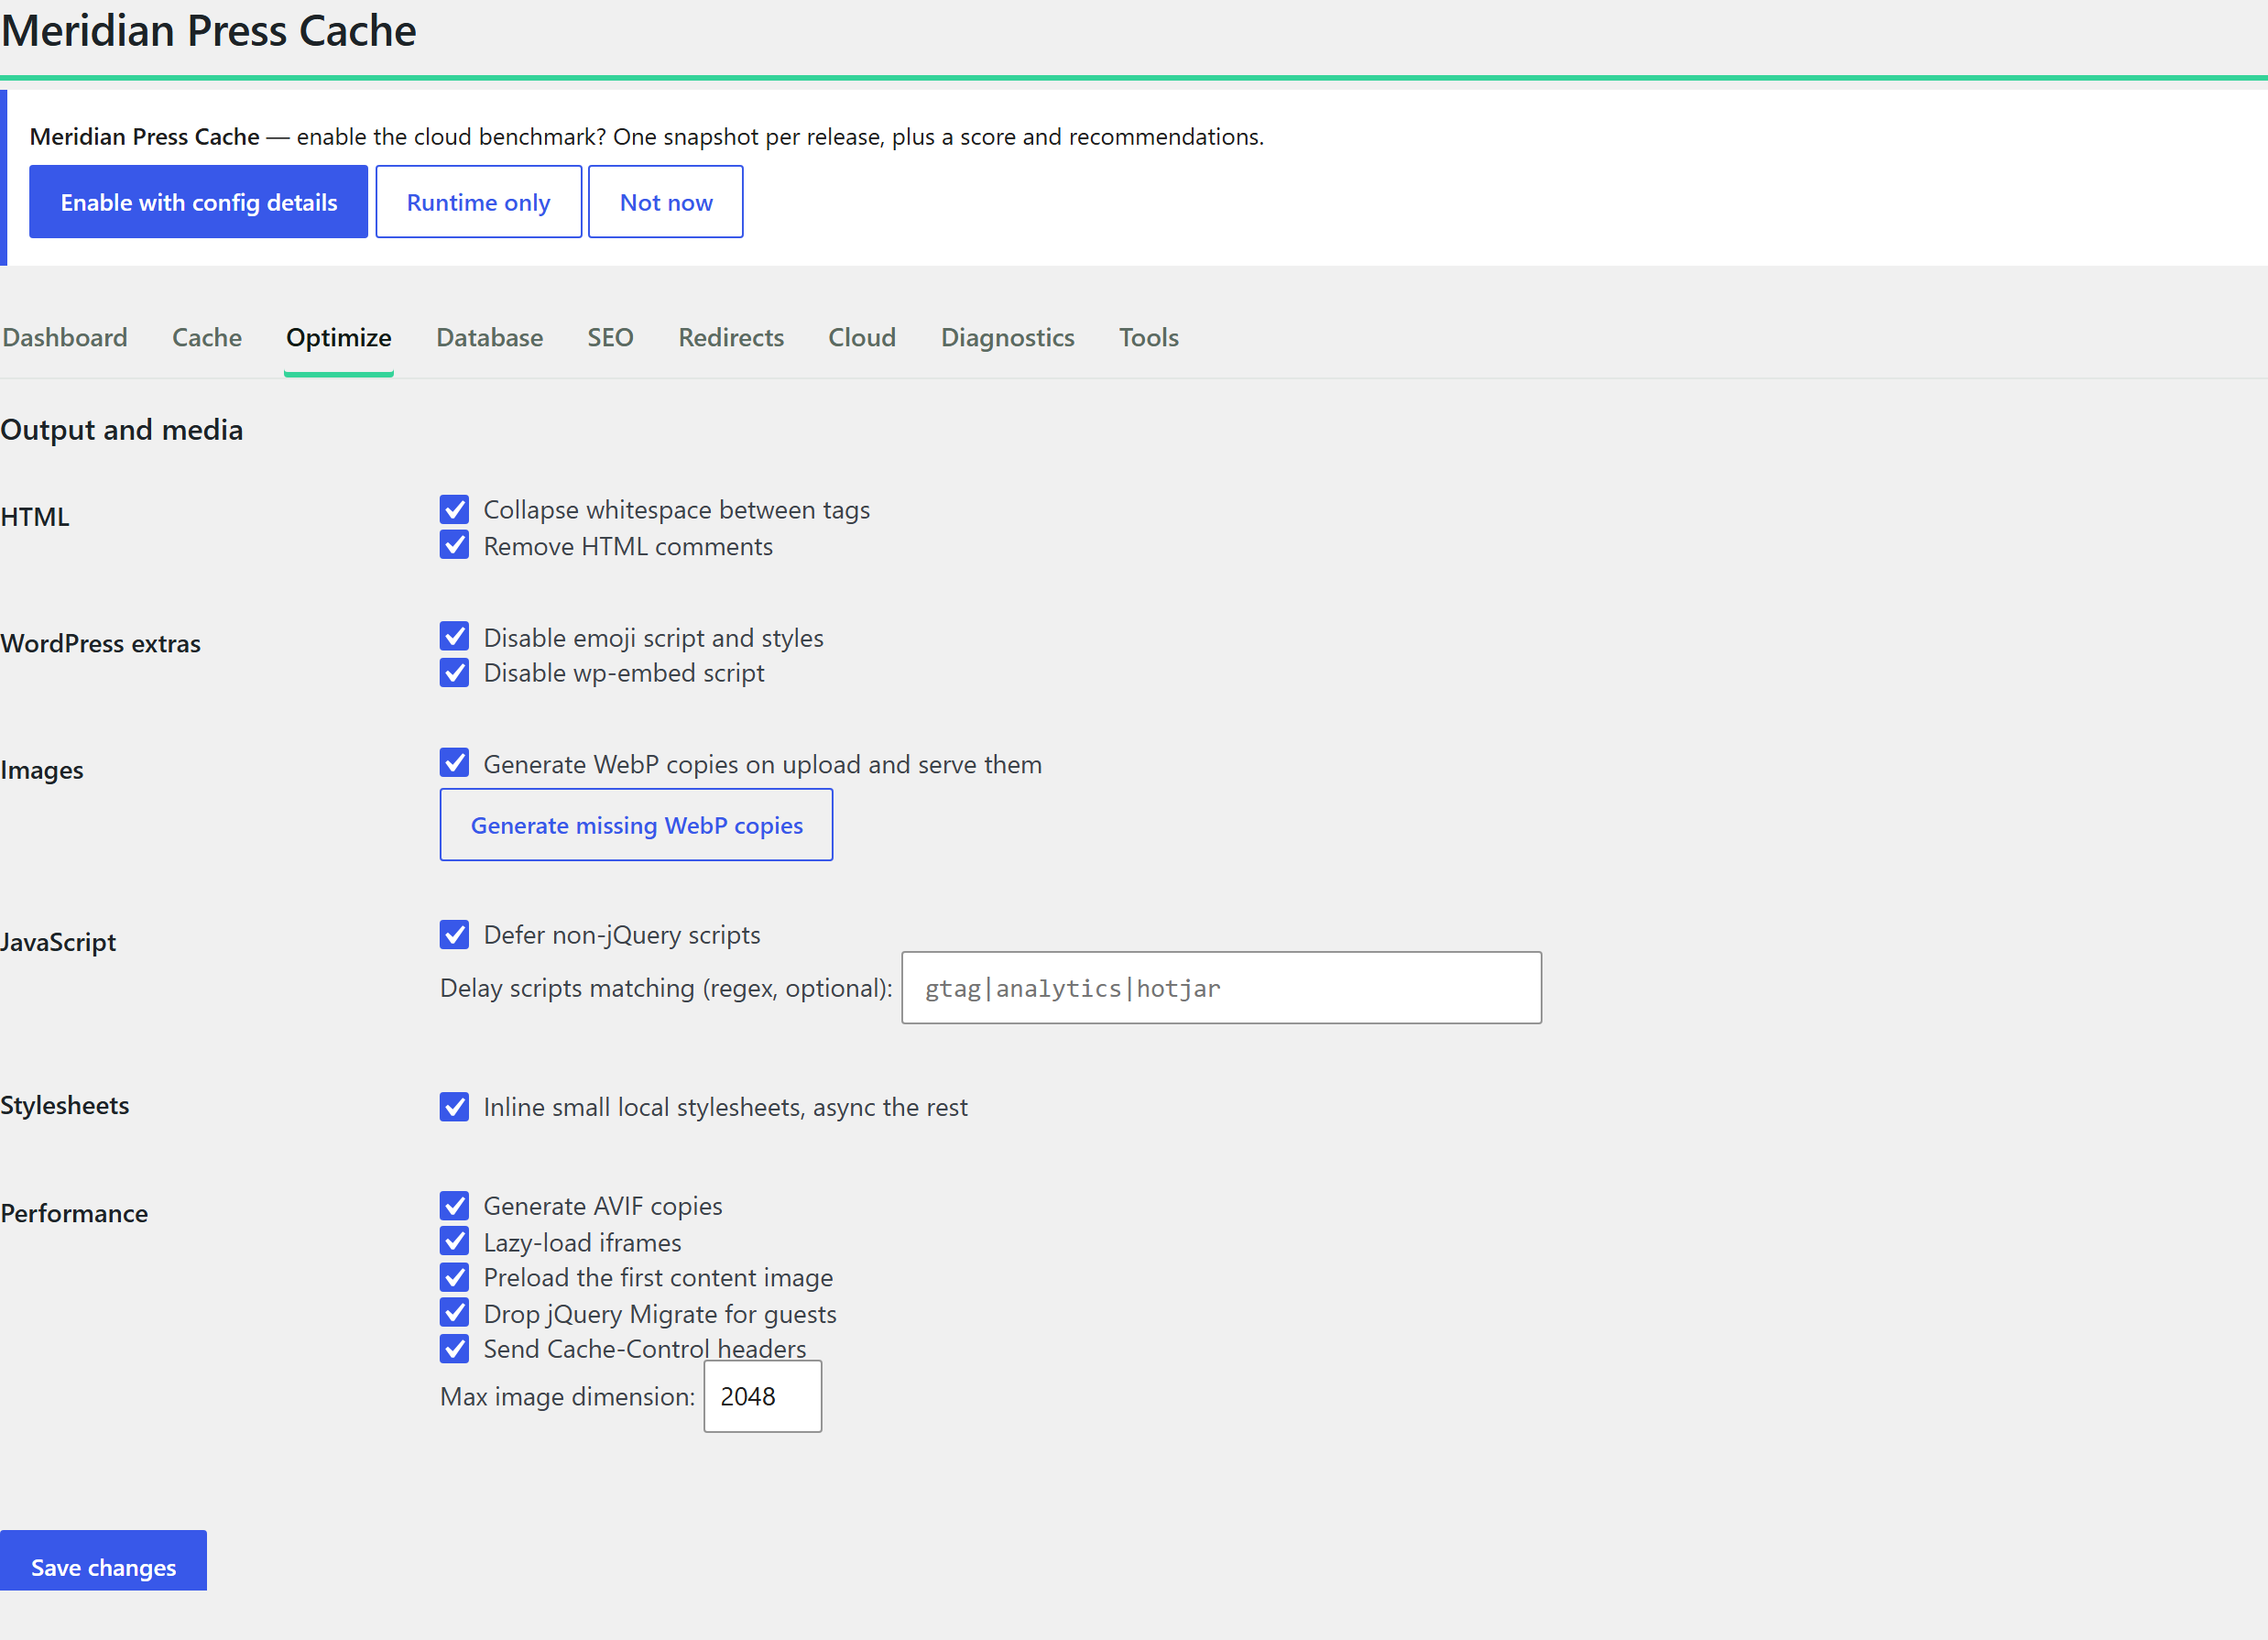 Meridian Press Cache
Meridian Press Cache — enable the cloud benchmark? One snapshot per release, plus a score and recommendations.
Enable with config details Runtime only Not now
Dashboard Cache Optimize Database SEO Redirects Cloud Diagnostics Tools
Output and media
HTML
Collapse whitespace between tags
Remove HTML comments
WordPress extras
Disable emoji script and styles
Disable wp-embed script
Images
Generate WebP copies on upload and serve them
Generate missing WebP copies
JavaScript
Defer non-jQuery scripts
Delay scripts matching (regex, optional): gtag|analytics|hotjar
Stylesheets
Inline small local stylesheets, async the rest
Performance
Generate AVIF copies
Lazy-load iframes
Preload the first content image
Drop jQuery Migrate for guests
Send Cache-Control headers
Max image dimension: 2048
Save changes